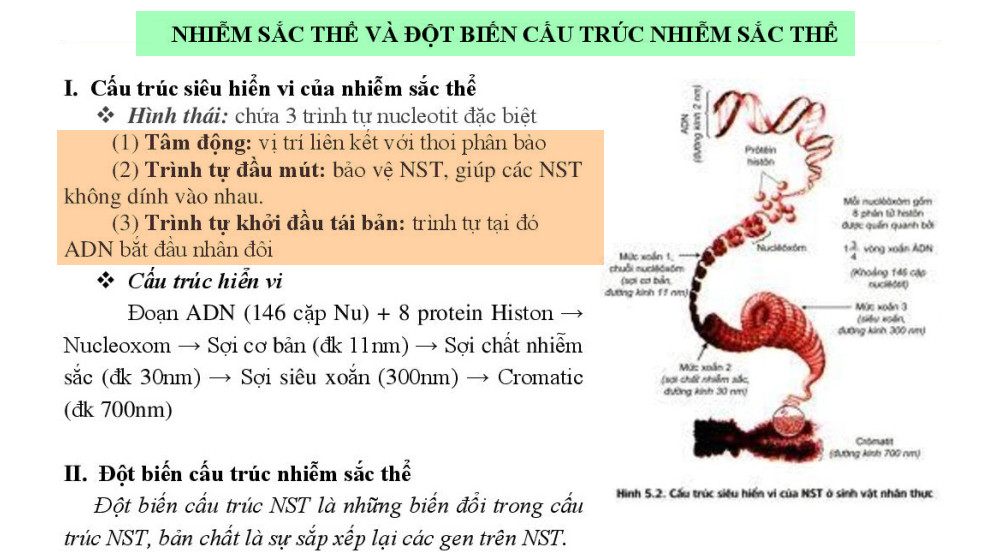 NHIỄM SẮC THỂ VÀ ĐỘT BIẾN CẤU TRÚC NHIỄM SẮC THỂ
I. Cấu trúc siêu hiển vi của nhiễm sắc thể
❖ Hình thái: chứa 3 trình tự nucleotit đặc biệt
(1) Tâm động: vị trí liên kết với thoi phân bào
(2) Trình tự đầu mút: bảo vệ NST, giúp các NST
không dính vào nhau.
(3) Trình tự khởi đầu tái bản: trình tự tại đó
ADN bắt đầu nhân đôi
❖ Cấu trúc hiển vi
Đoạn ADN (146 cặp Nu) + 8 protein Histon →
Nucleoxom → Sợi cơ bản (đk 11nm) → Sợi chất nhiễm
sắc (đk 30nm) → Sợi siêu xoắn (300nm) → Cromatic
(đk 700nm)
II. Đột biến cấu trúc nhiễm sắc thể
Đột biến cấu trúc NST là những biến đổi trong cấu
trúc NST, bản chất là sự sắp xếp lại các gen trên NST.
ADN
(đường kính 2 nm)
Prôtêin
histôn
Mỗi nuclêôxôm gồm
8 phân tử histôn
được quấn quanh bởi
1 3/4 vòng xoắn ADN
(Khoảng 146 cặp
nuclêôtit)
Nuclêôxôm
Mức xoắn 1,
chuỗi nuclêôxôm
(sợi cơ bản,
đường kính 11 nm)
Mức xoắn 3
(siêu xoắn,
đường kính 300 nm)
Mức xoắn 2
(sợi chất nhiễm sắc,
đường kính 30 nm)
Crômatit
(đường kính 700 nm)
Hình 5.2. Cấu trúc siêu hiển vi của NST ở sinh vật nhân thực